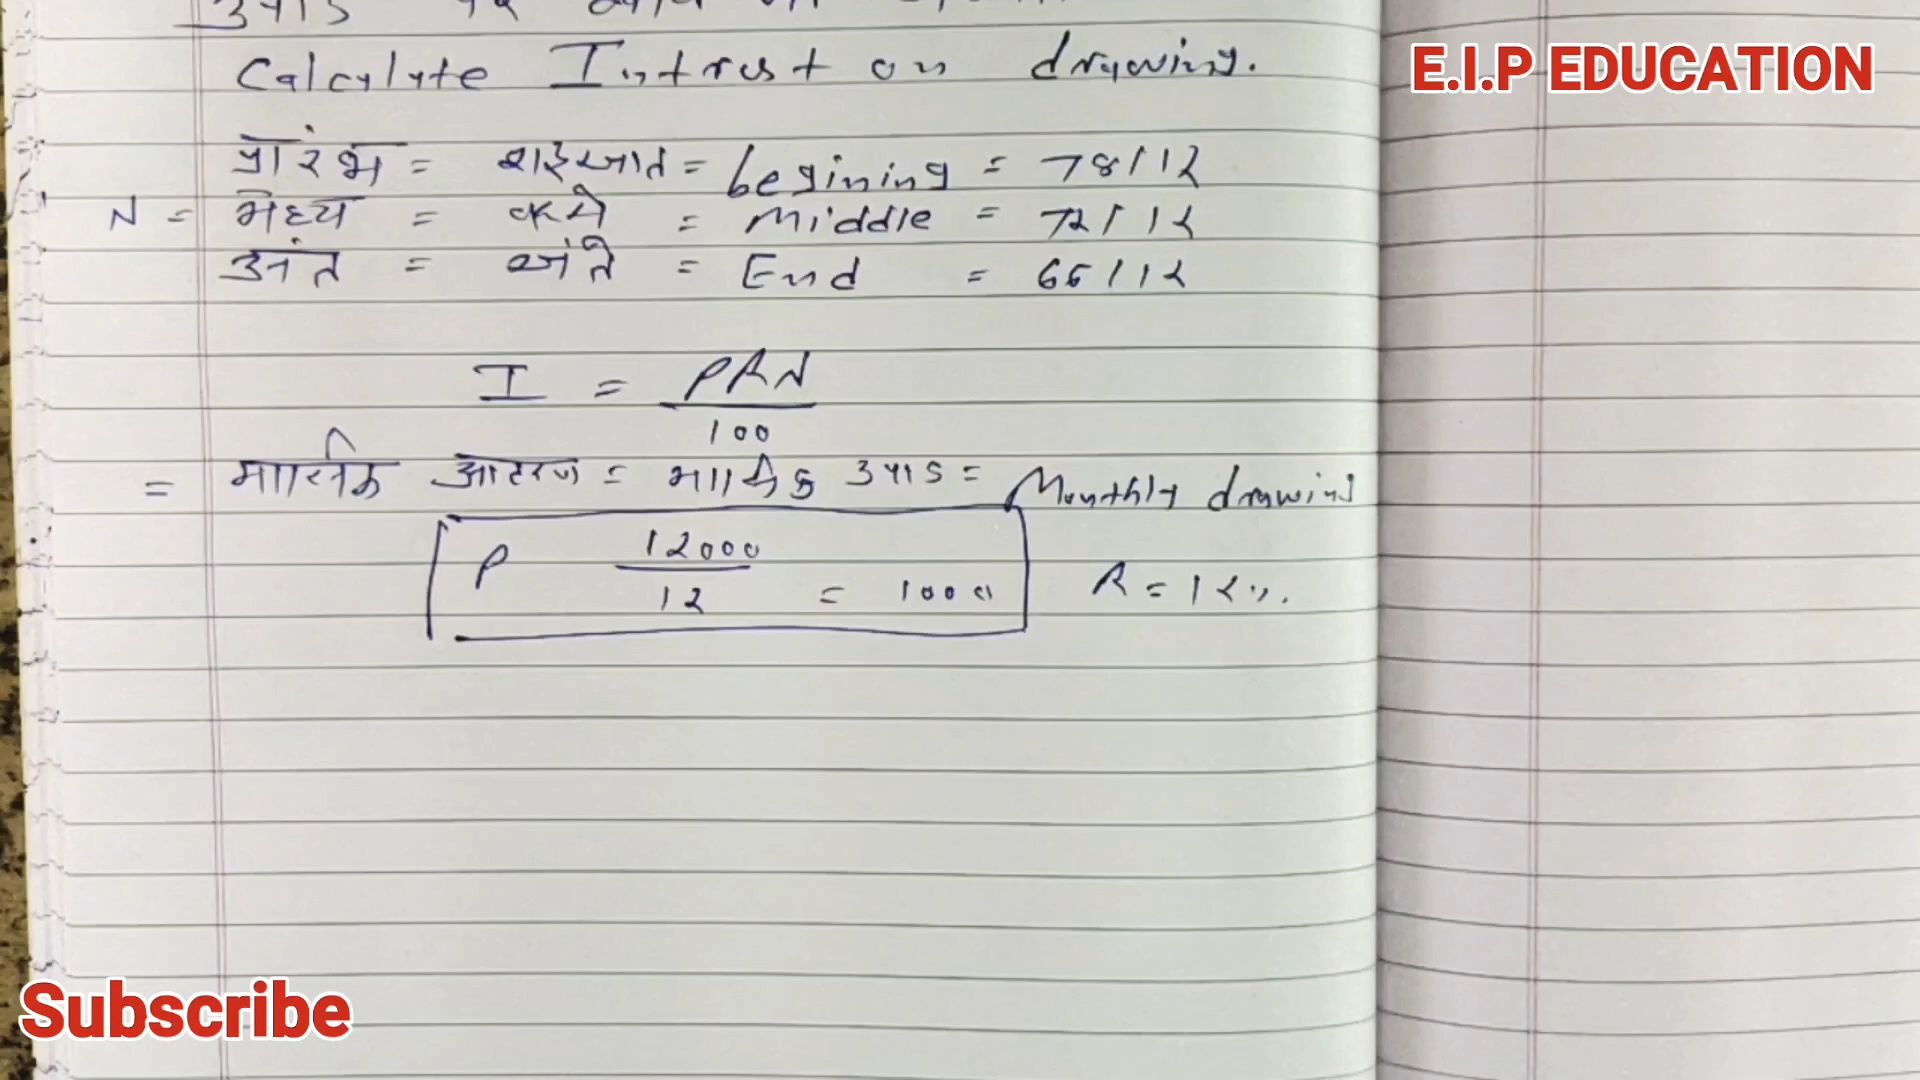 Calculate Intrest on drawing.
E.I.P EDUCATION
प्रारंभ = = begining = 78/12
N = मध्य = = Middle = 72/12
अंत = अंते = End = 66/12
I = PRN
100
= मासिक आहरण = मासिक उपाड = Monthly drawing
P 12000
12 = 1000 R = 12%.
Subscribe